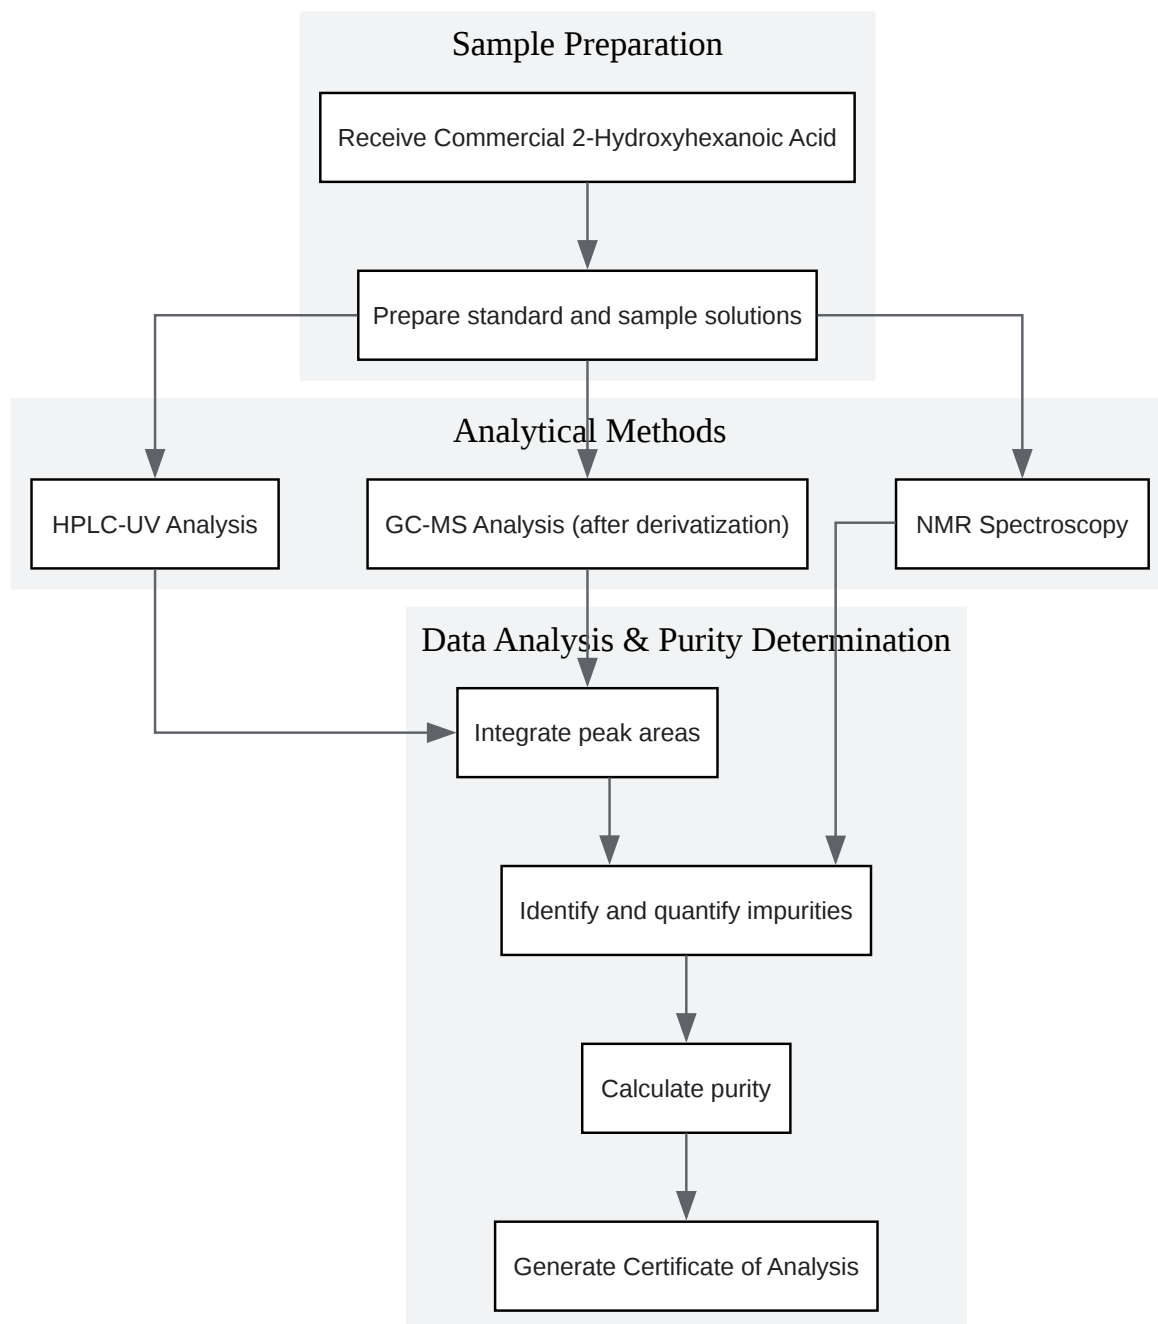 Sample Preparation
Receive Commercial 2-Hydroxyhexanoic Acid
Prepare standard and sample solutions
Analytical Methods
HPLC-UV Analysis
GC-MS Analysis (after derivatization)
NMR Spectroscopy
Data Analysis & Purity Determination
Integrate peak areas
Identify and quantify impurities
Calculate purity
Generate Certificate of Analysis